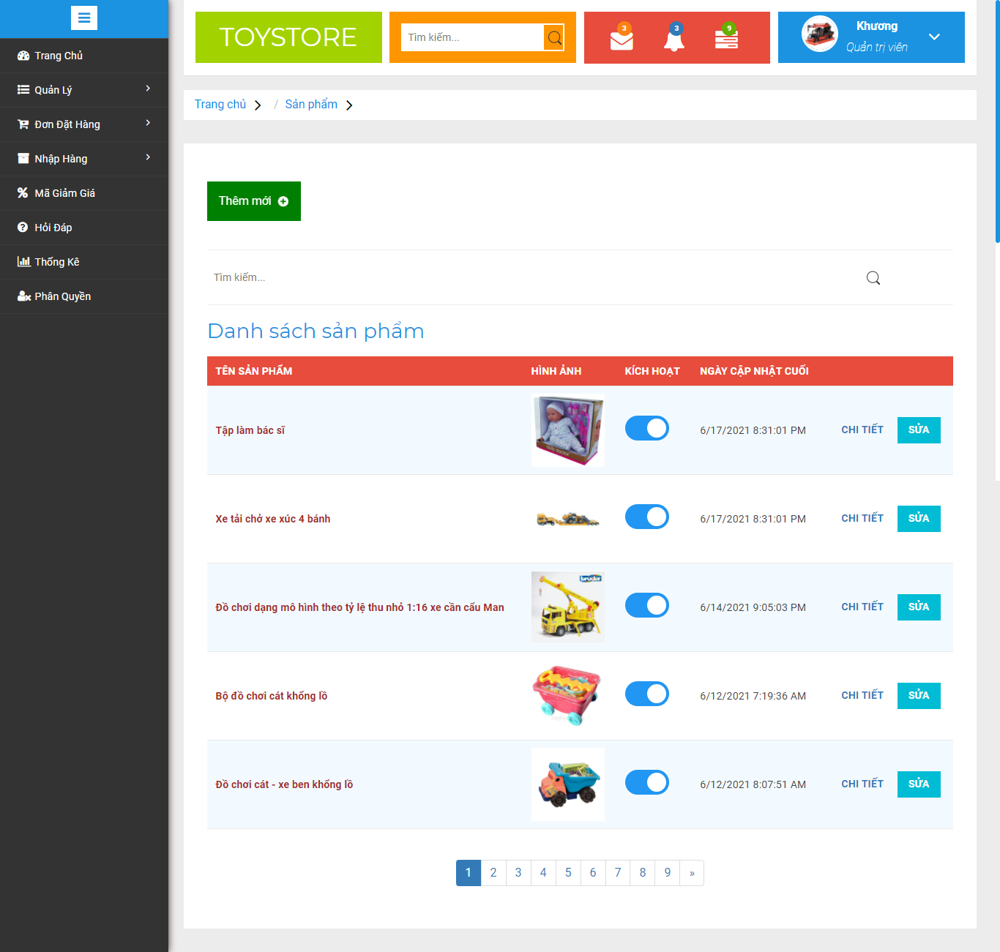 Trang Chủ
Quản Lý
Đơn Đặt Hàng
Nhập Hàng
Mã Giảm Giá
Hỏi Đáp
Thống Kê
Phân Quyền
TOYSTORE
Tìm kiếm...
3
3
9
Khương
Quản trị viên
Trang chủ / Sản phẩm
Thêm mới
Tìm kiếm...
Danh sách sản phẩm
TÊN SẢN PHẨM HÌNH ẢNH KÍCH HOẠT NGÀY CẬP NHẬT CUỐI
Tập làm bác sĩ 6/17/2021 8:31:01 PM CHI TIẾT SỬA
Xe tải chở xe xúc 4 bánh 6/17/2021 8:31:01 PM CHI TIẾT SỬA
bruder
Đồ chơi dạng mô hình theo tỷ lệ thu nhỏ 1:16 xe cần cẩu Man 6/14/2021 9:05:03 PM CHI TIẾT SỬA
Bộ đồ chơi cát khổng lồ 6/12/2021 7:19:36 AM CHI TIẾT SỬA
Đồ chơi cát - xe ben khổng lồ 6/12/2021 8:07:51 AM CHI TIẾT SỬA
1 2 3 4 5 6 7 8 9 »